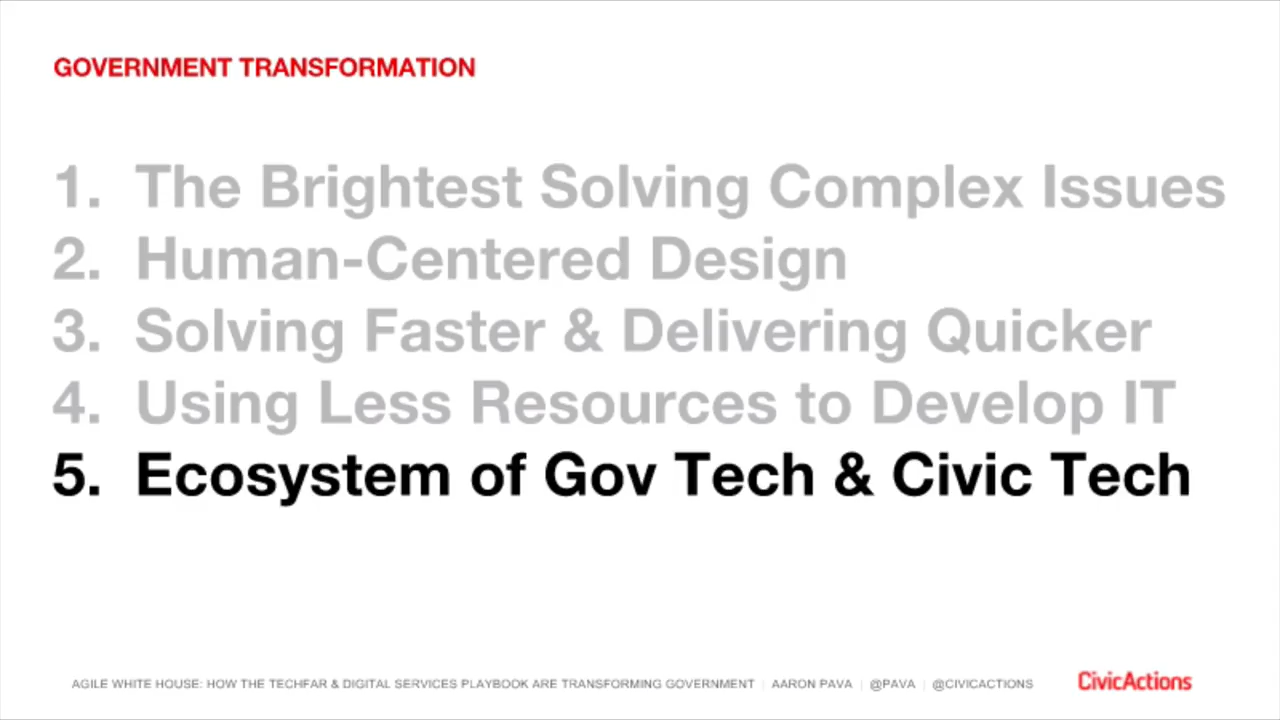 GOVERNMENT TRANSFORMATION
1. The Brightest Solving Complex Issues
2. Human-Centered Design
3. Solving Faster & Delivering Quicker
4. Using Less Resources to Develop IT
5. Ecosystem of Gov Tech & Civic Tech
AGILE WHITE HOUSE: HOW THE TECHFAR & DIGITAL SERVICES PLAYBOOK ARE TRANSFORMING GOVERNMENT | AARON PAVA | @PAVA | @CIVICACTIONS
CivicActions